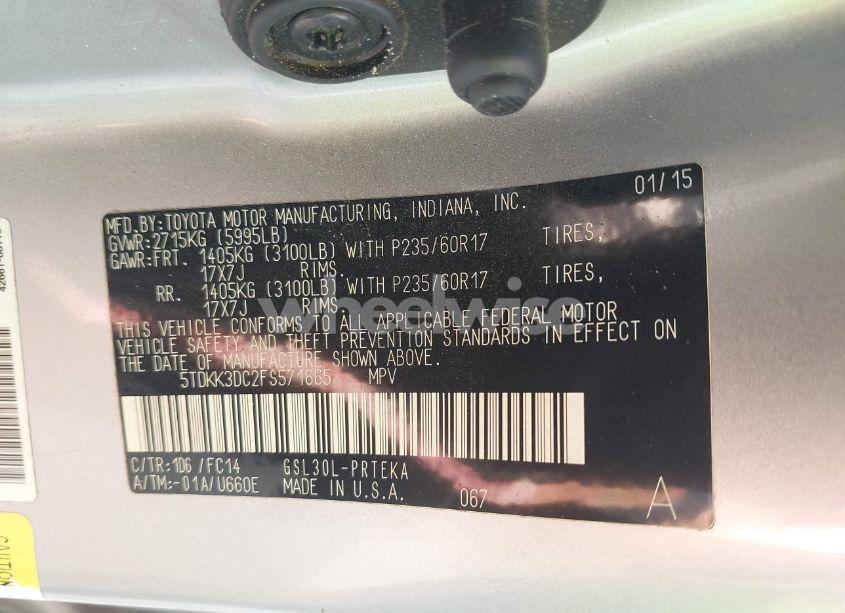 01/15
MFD.BY:TOYOTA MOTOR MANUFACTURING, INDIANA, INC.
GVWR:2715KG (5995LB)
GAWR:FRT. 1405KG (3100LB) WITH P235/60R17 TIRES,
17X7J RIMS.
RR. 1405KG (3100LB) WITH P235/60R17 TIRES,
17X7J RIMS.
THIS VEHICLE CONFORMS TO ALL APPLICABLE FEDERAL MOTOR
VEHICLE SAFETY AND THEFT PREVENTION STANDARDS IN EFFECT ON
THE DATE OF MANUFACTURE SHOWN ABOVE.
5TDKK3DC2FS571665 MPV
C/TR:1D6 /FC14 GSL30L-PRTEKA
A/TM:-01A/U660E MADE IN U.S.A. 067 A
wheelwise
CAUTION